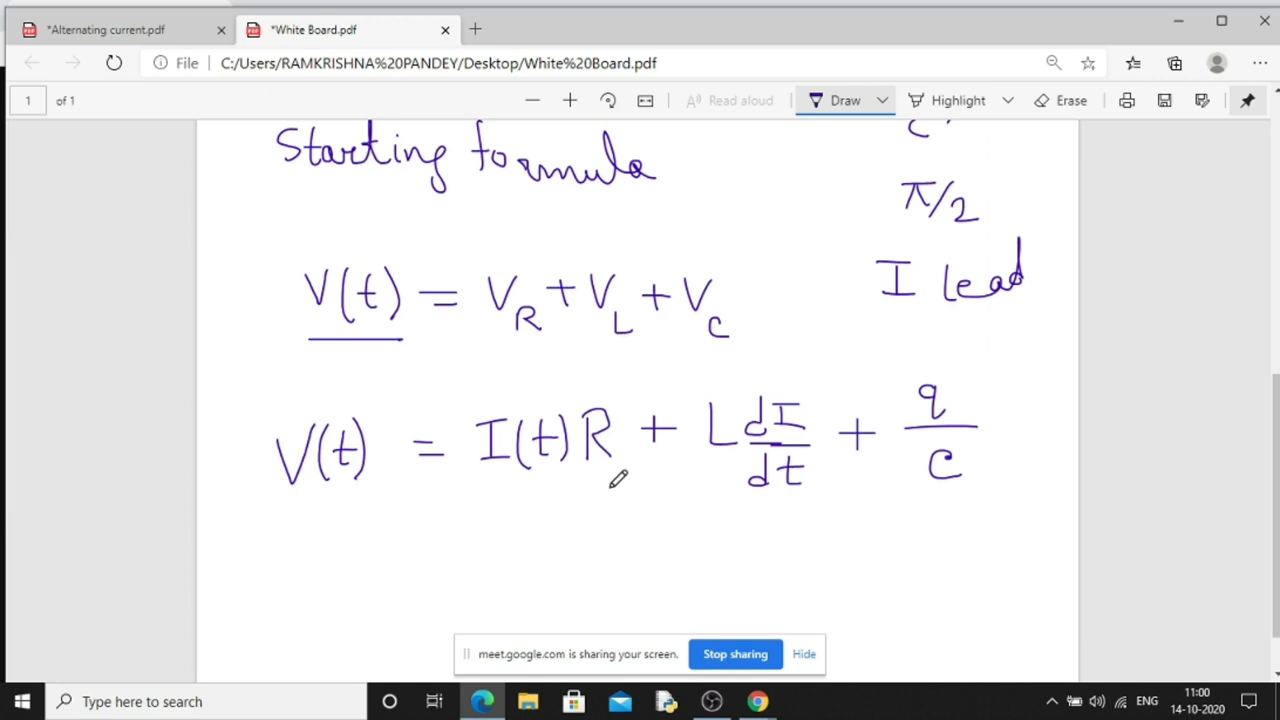 *Alternating current.pdf
*White Board.pdf
File
C:/Users/RAMKRISHNA%20PANDEY/Desktop/White%20Board.pdf
1 of 1
Read aloud
Draw
Highlight
Erase
Starting formula
π/2
I lead
V(t) = V_R + V_L + V_C
V(t) = I(t)R + L dI/dt + q/c
meet.google.com is sharing your screen.
Stop sharing
Hide
Type here to search
ENG
11:00
14-10-2020